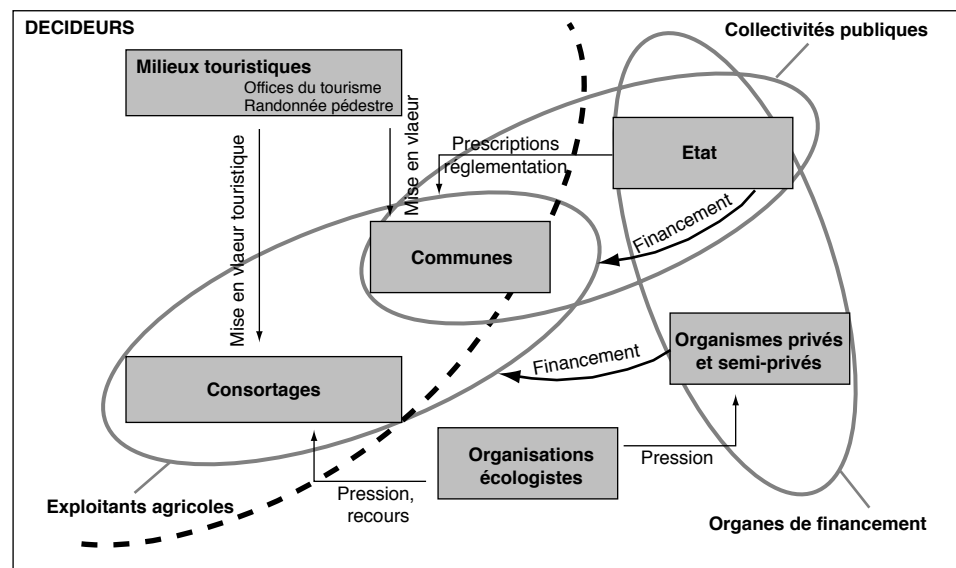 DECIDEURS
Collectivités publiques
Milieux touristiques
Offices du tourisme
Randonnée pédestre
Mise en vlaeur
Mise en vlaeur touristique
Prescriptions
règlementation
Etat
Financement
Communes
Organismes privés
et semi-privés
Financement
Consortages
Organisations
écologistes
Pression
Pression,
recours
Exploitants agricoles
Organes de financement